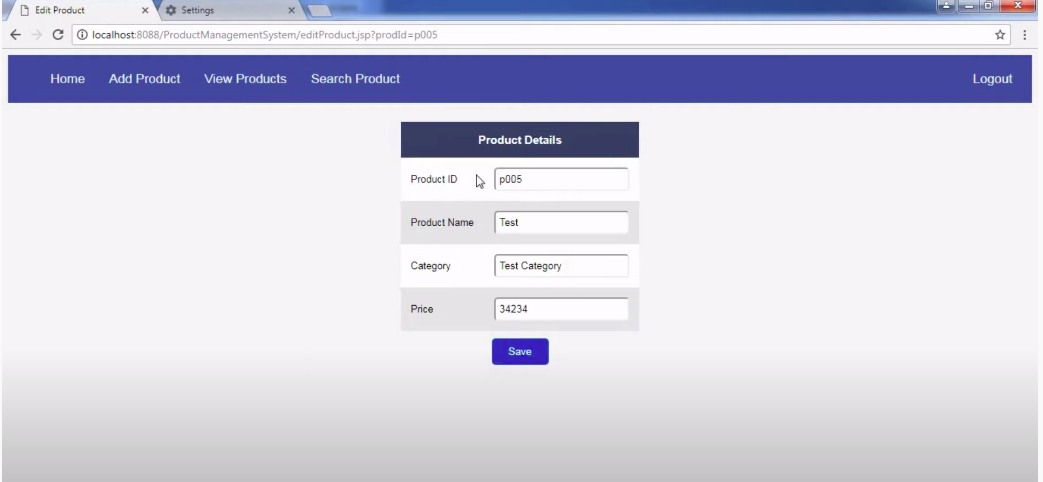 Edit Product
Settings
localhost:8088/ProductManagementSystem/editProduct.jsp?prodId=p005
Home Add Product View Products Search Product Logout
Product Details
Product ID p005
Product Name Test
Category Test Category
Price 34234
Save